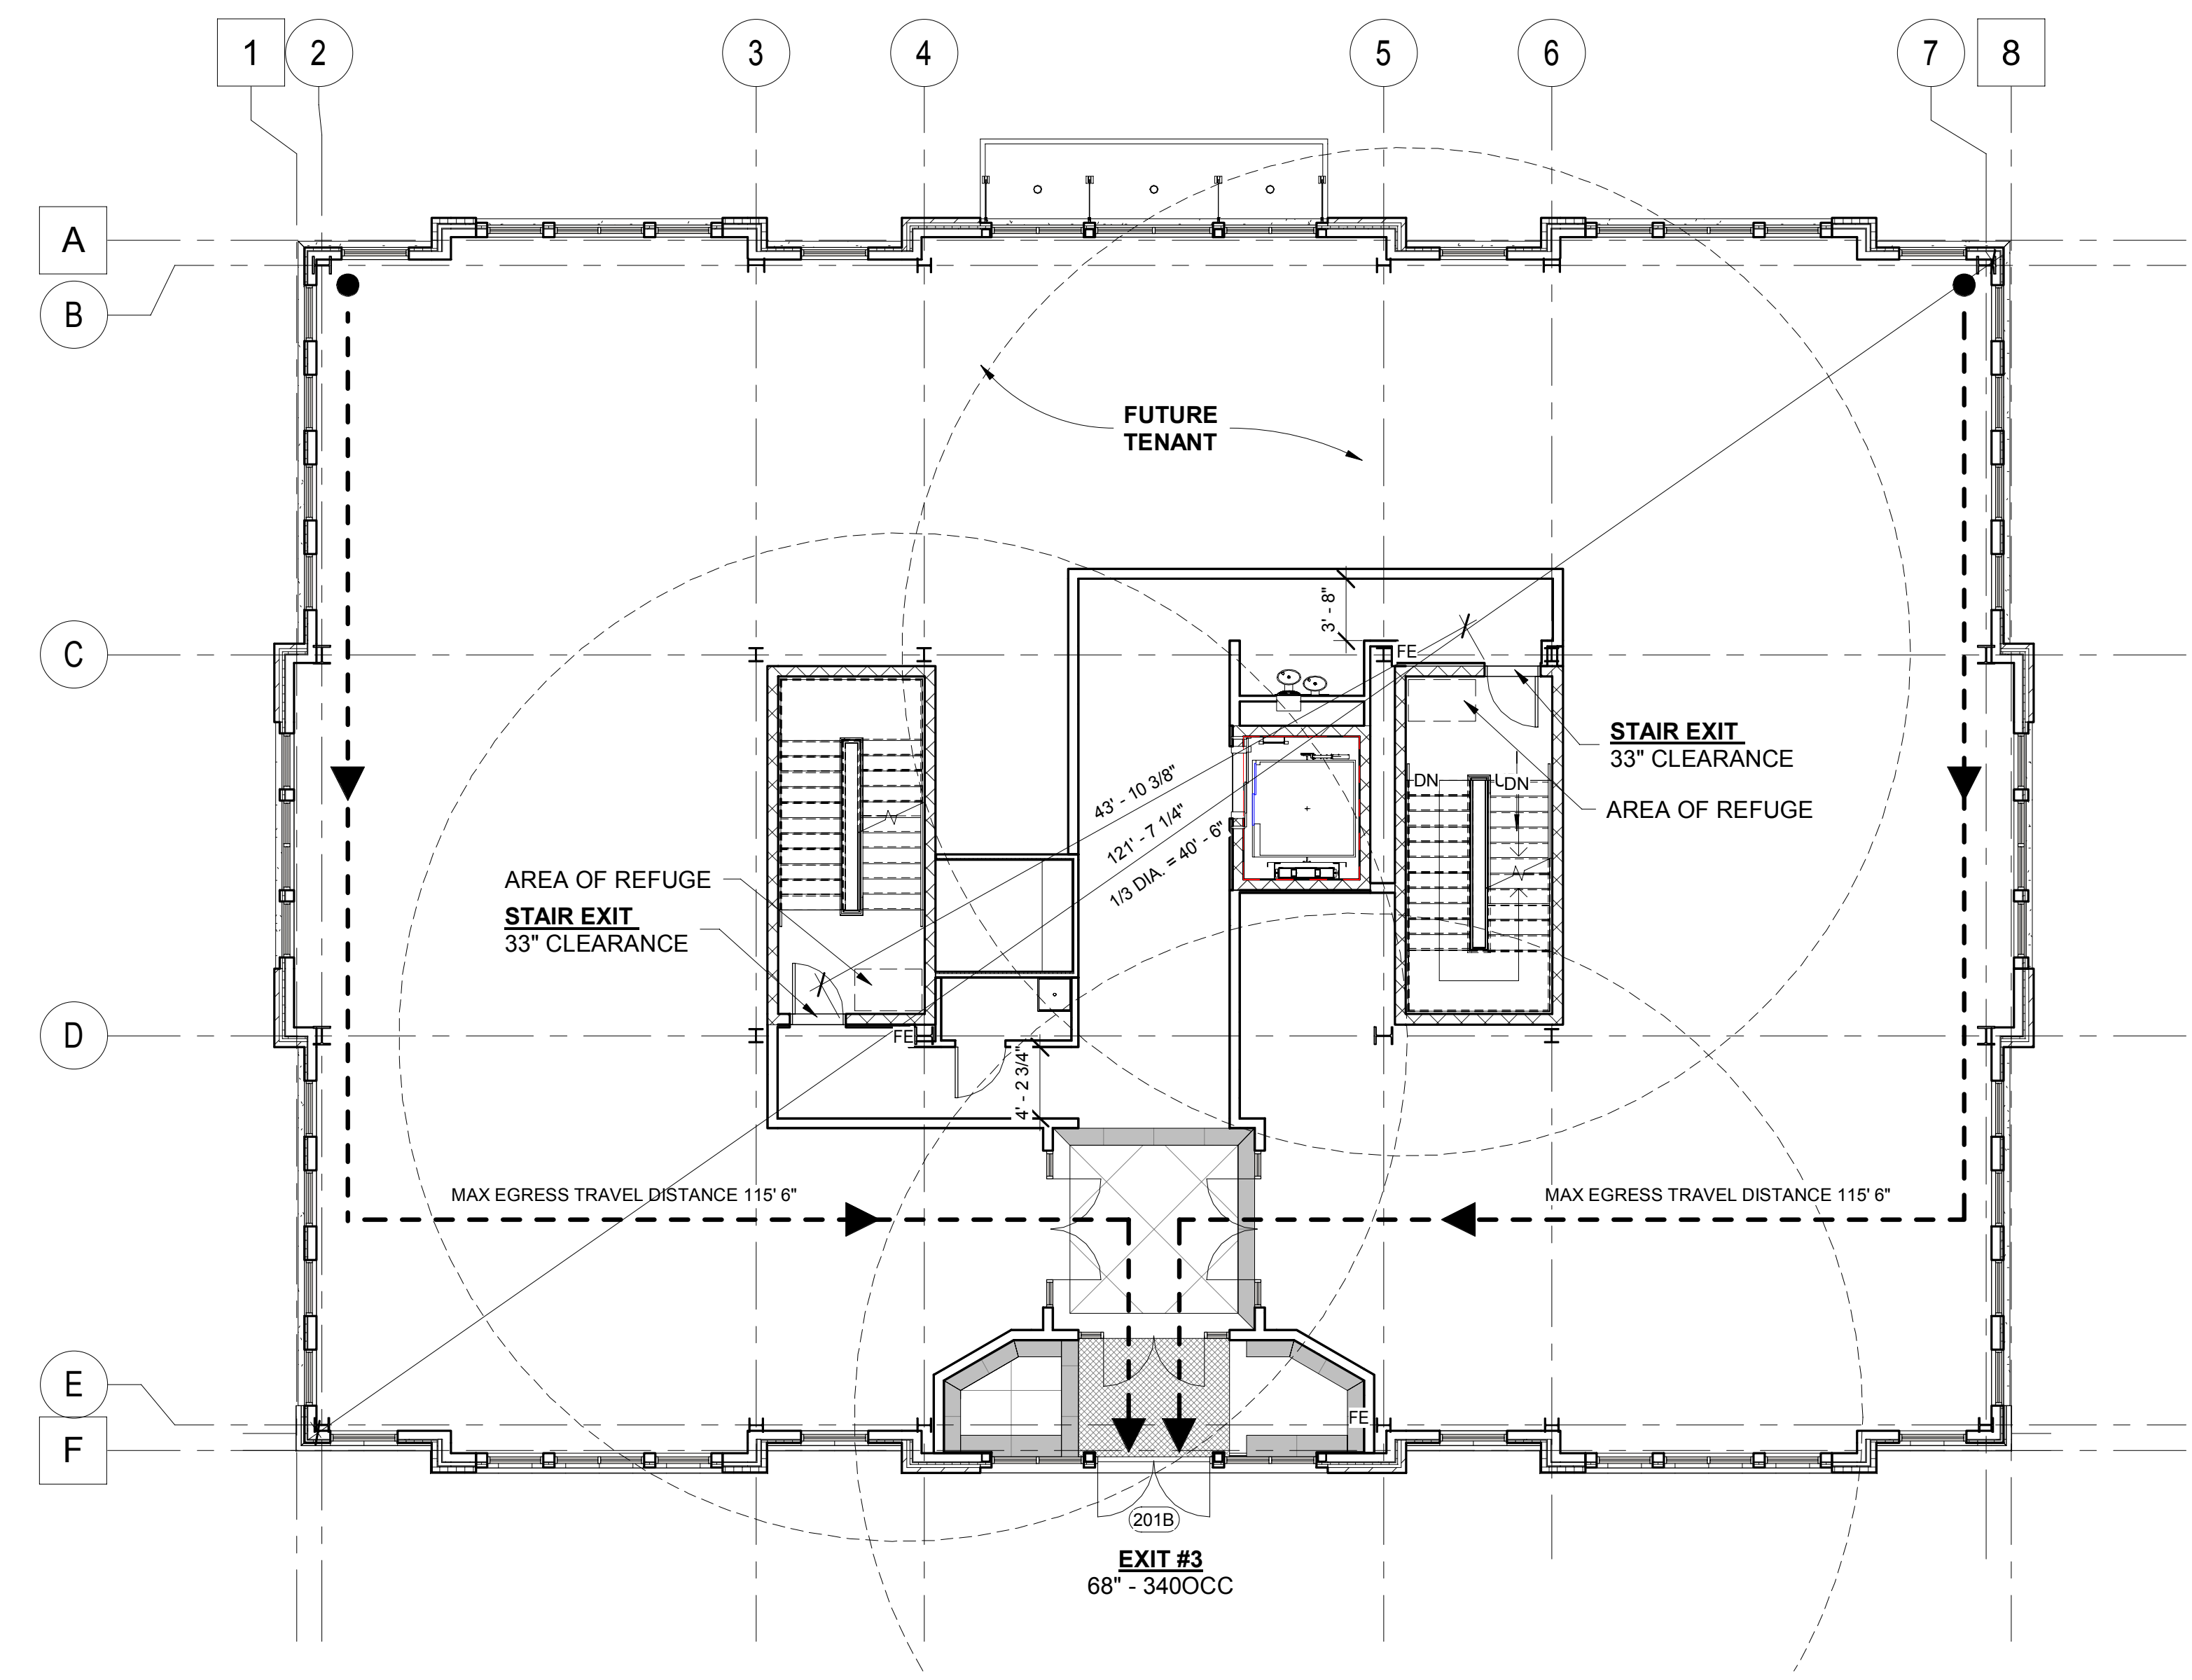 1
2
3
4
5
6
7
8
A
B
C
D
E
F
FUTURE
TENANT
3' - 8"
FE
STAIR EXIT
33" CLEARANCE
AREA OF REFUGE
DN
DN
43' - 10 3/8"
121' - 7 1/4"
1/3 DIA. = 40' - 6"
AREA OF REFUGE
STAIR EXIT
33" CLEARANCE
FE
4' - 2 3/4"
MAX EGRESS TRAVEL DISTANCE 115' 6"
MAX EGRESS TRAVEL DISTANCE 115' 6"
FE
201B
EXIT #3
68" - 340OCC